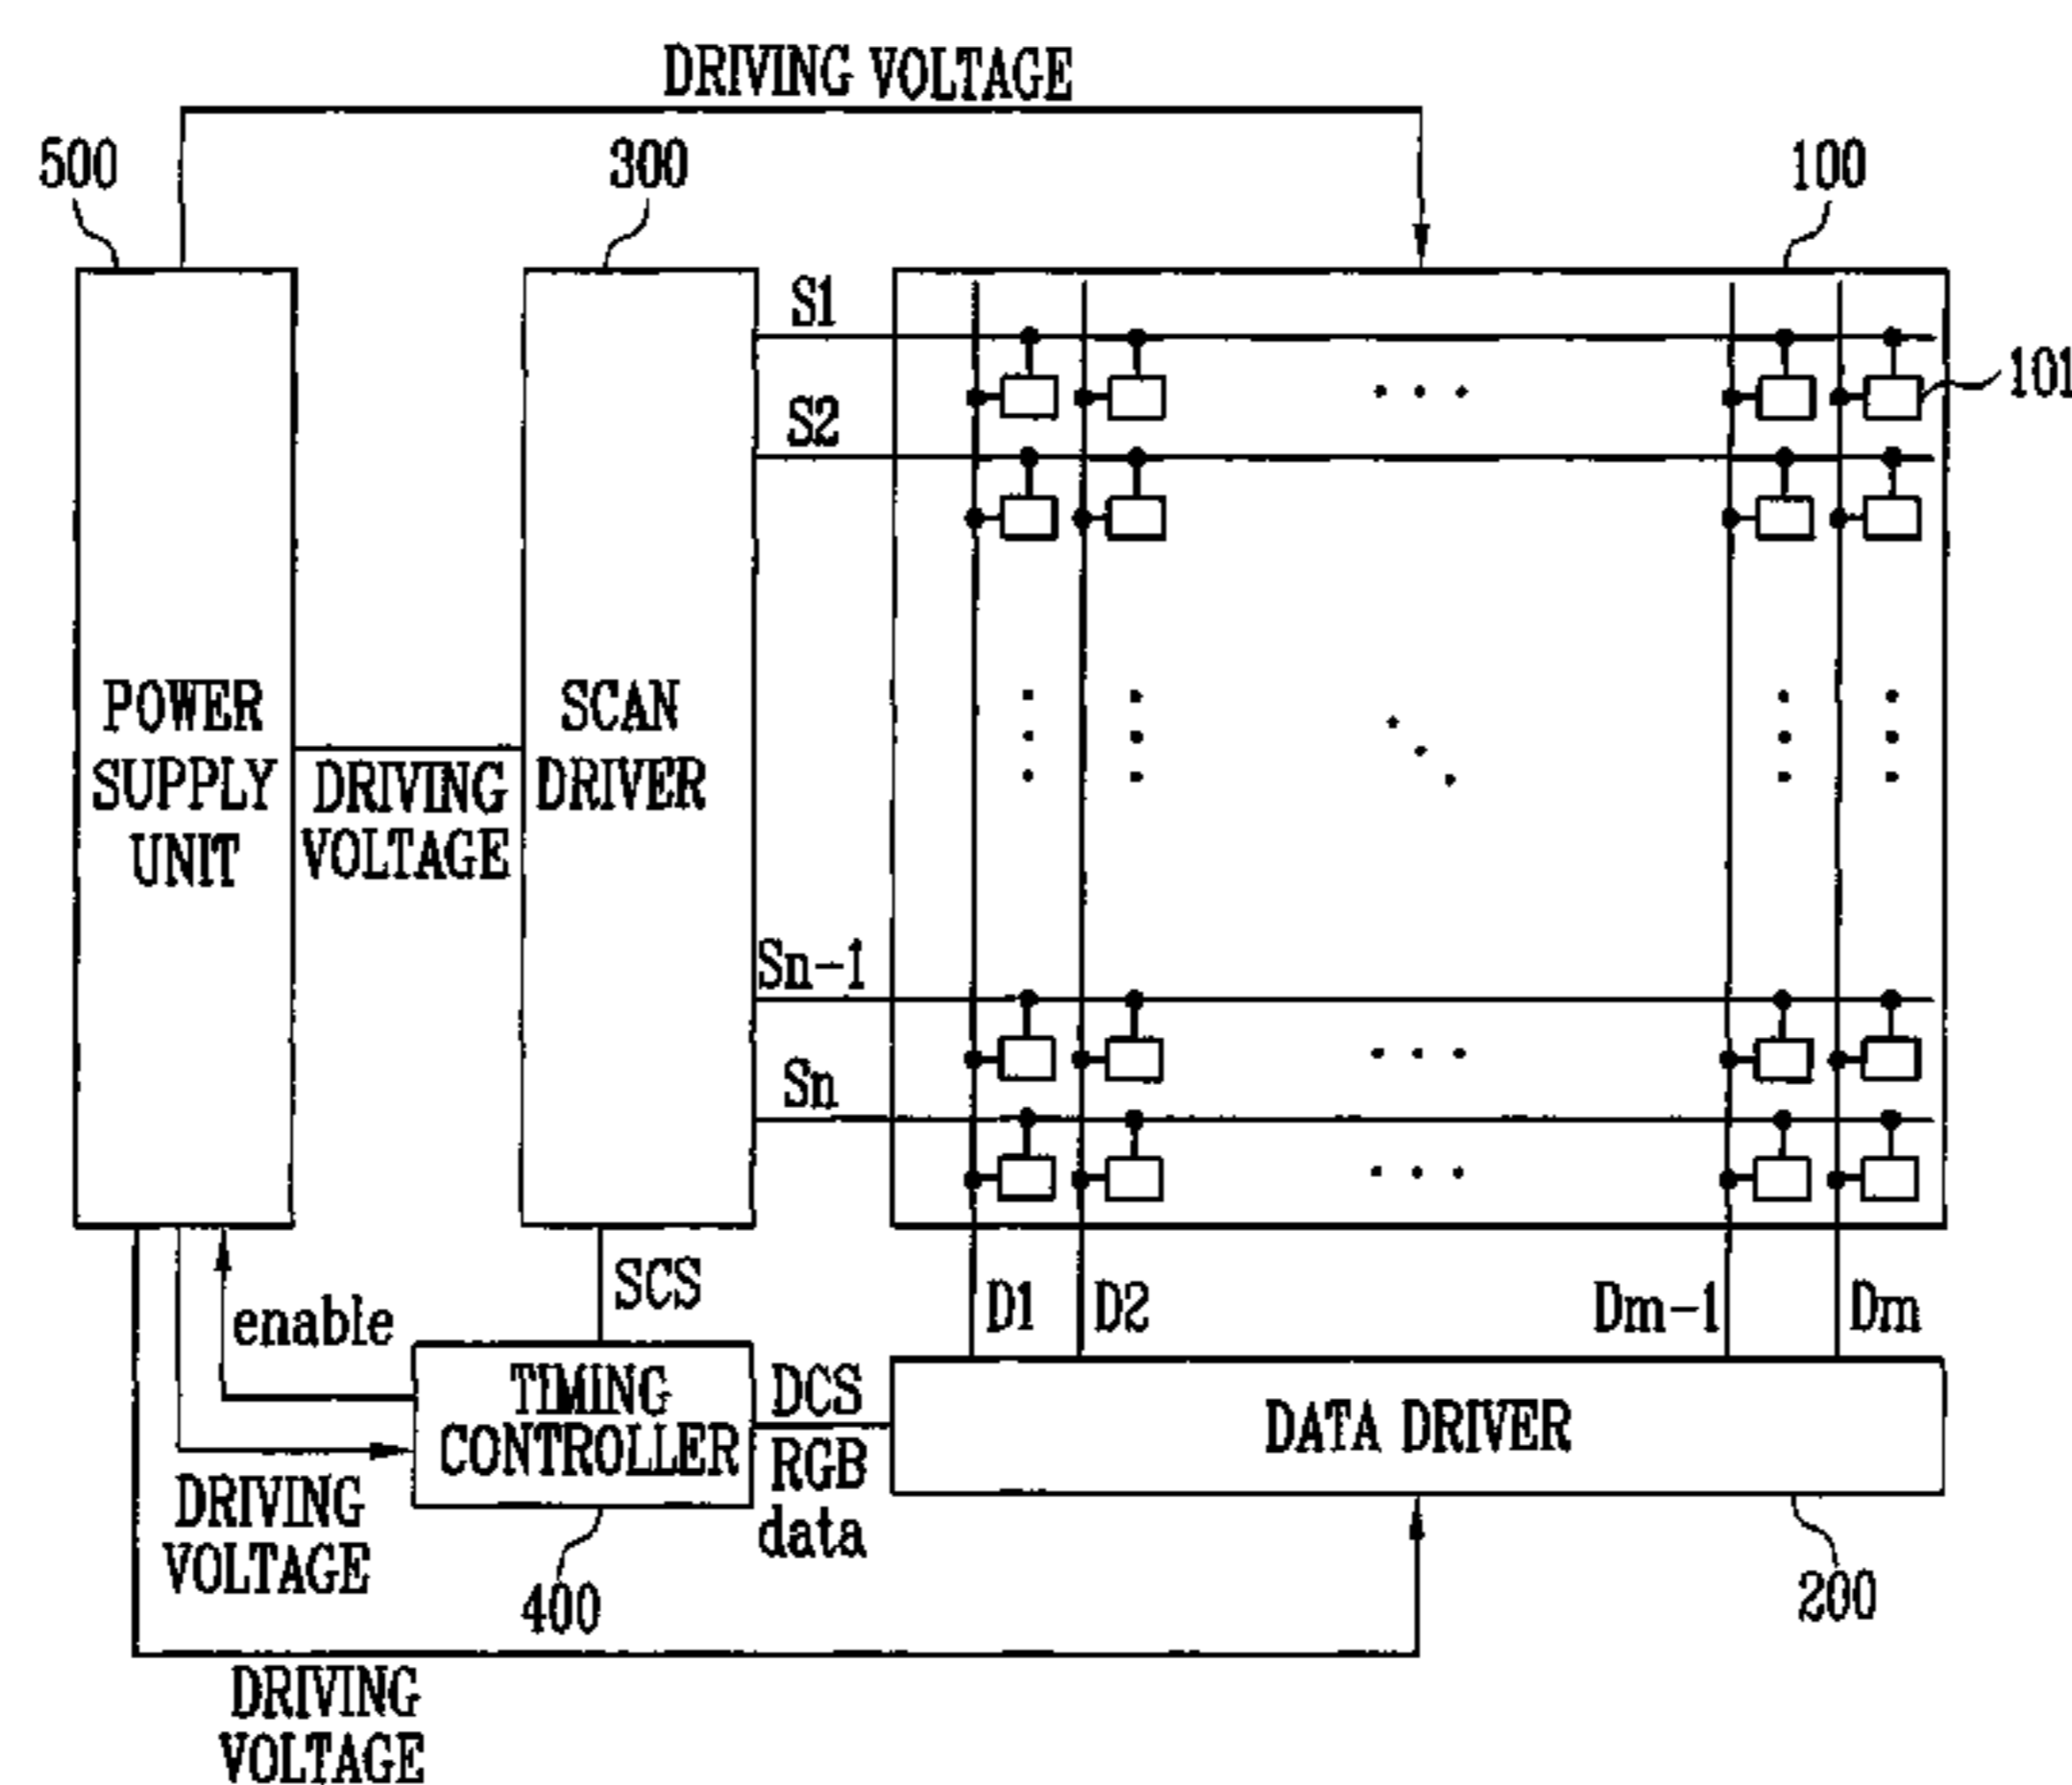 DRIVING VOLTAGE
500
300
100
S1
101
S2
POWER
SUPPLY
UNIT
DRIVING
VOLTAGE
SCAN
DRIVER
Sn-1
Sn
enable
SCS
D1
D2
Dm-1
Dm
TIMING
CONTROLLER
DCS
RGB
data
DATA DRIVER
DRIVING
VOLTAGE
400
200
DRIVING
VOLTAGE